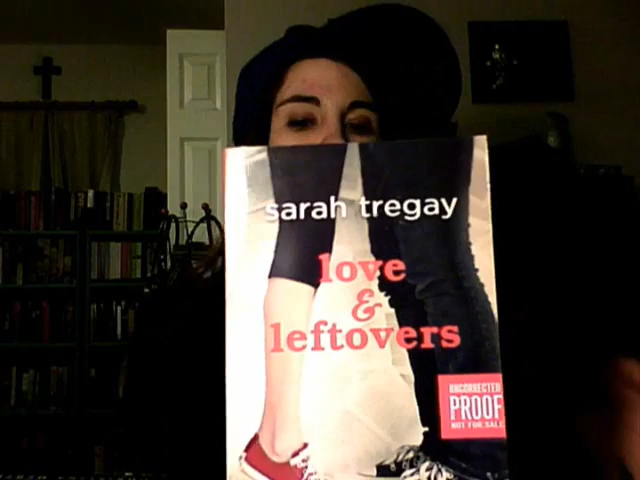 sarah tregay
love
&
leftovers
UNCORRECTED
PROOF
NOT FOR SALE